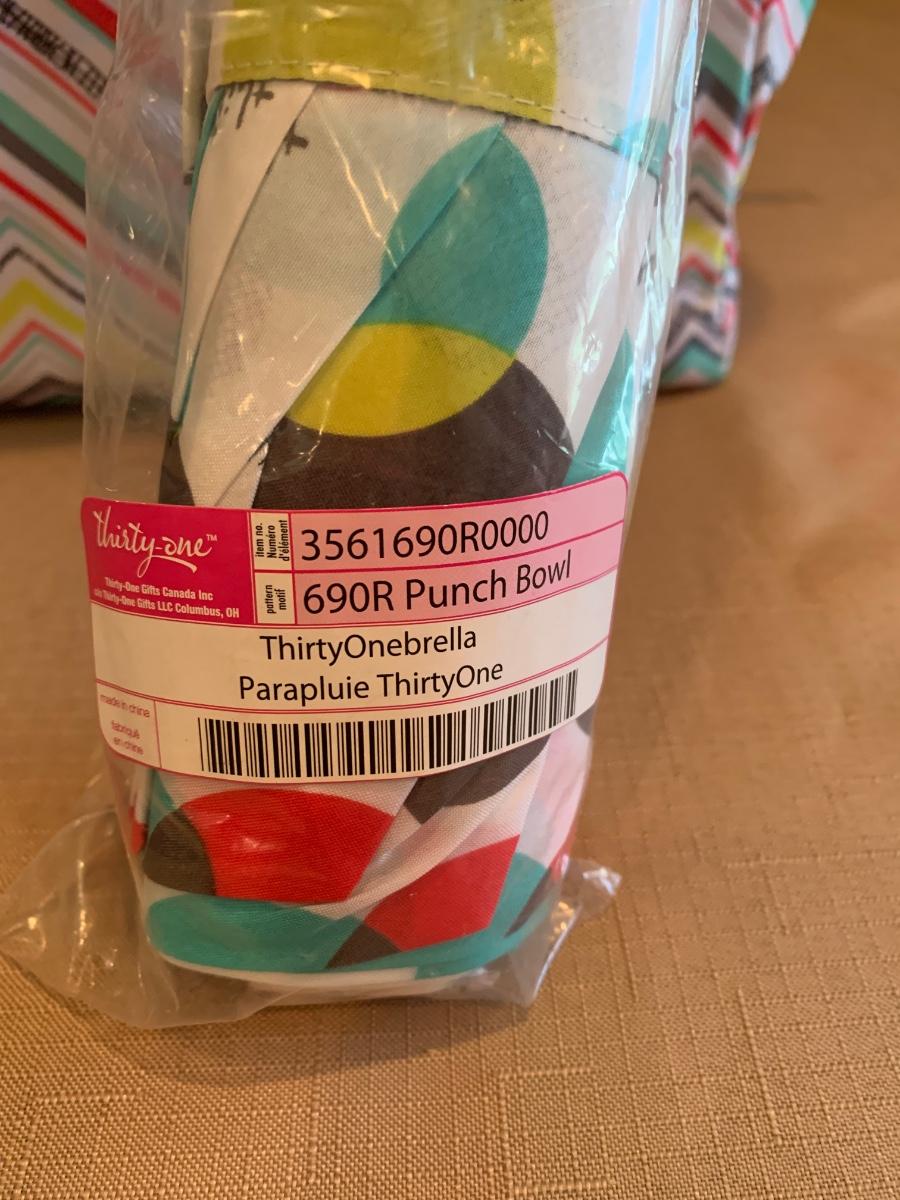 thirty-one™
Thirty-One Gifts Canada Inc
Thirty-One Gifts LLC Columbus, OH
item no.
Numéro
d'élément
3561690R0000
pattern
motif
690R Punch Bowl
ThirtyOnebrella
Parapluie ThirtyOne
made in china
fabriqué
en chine